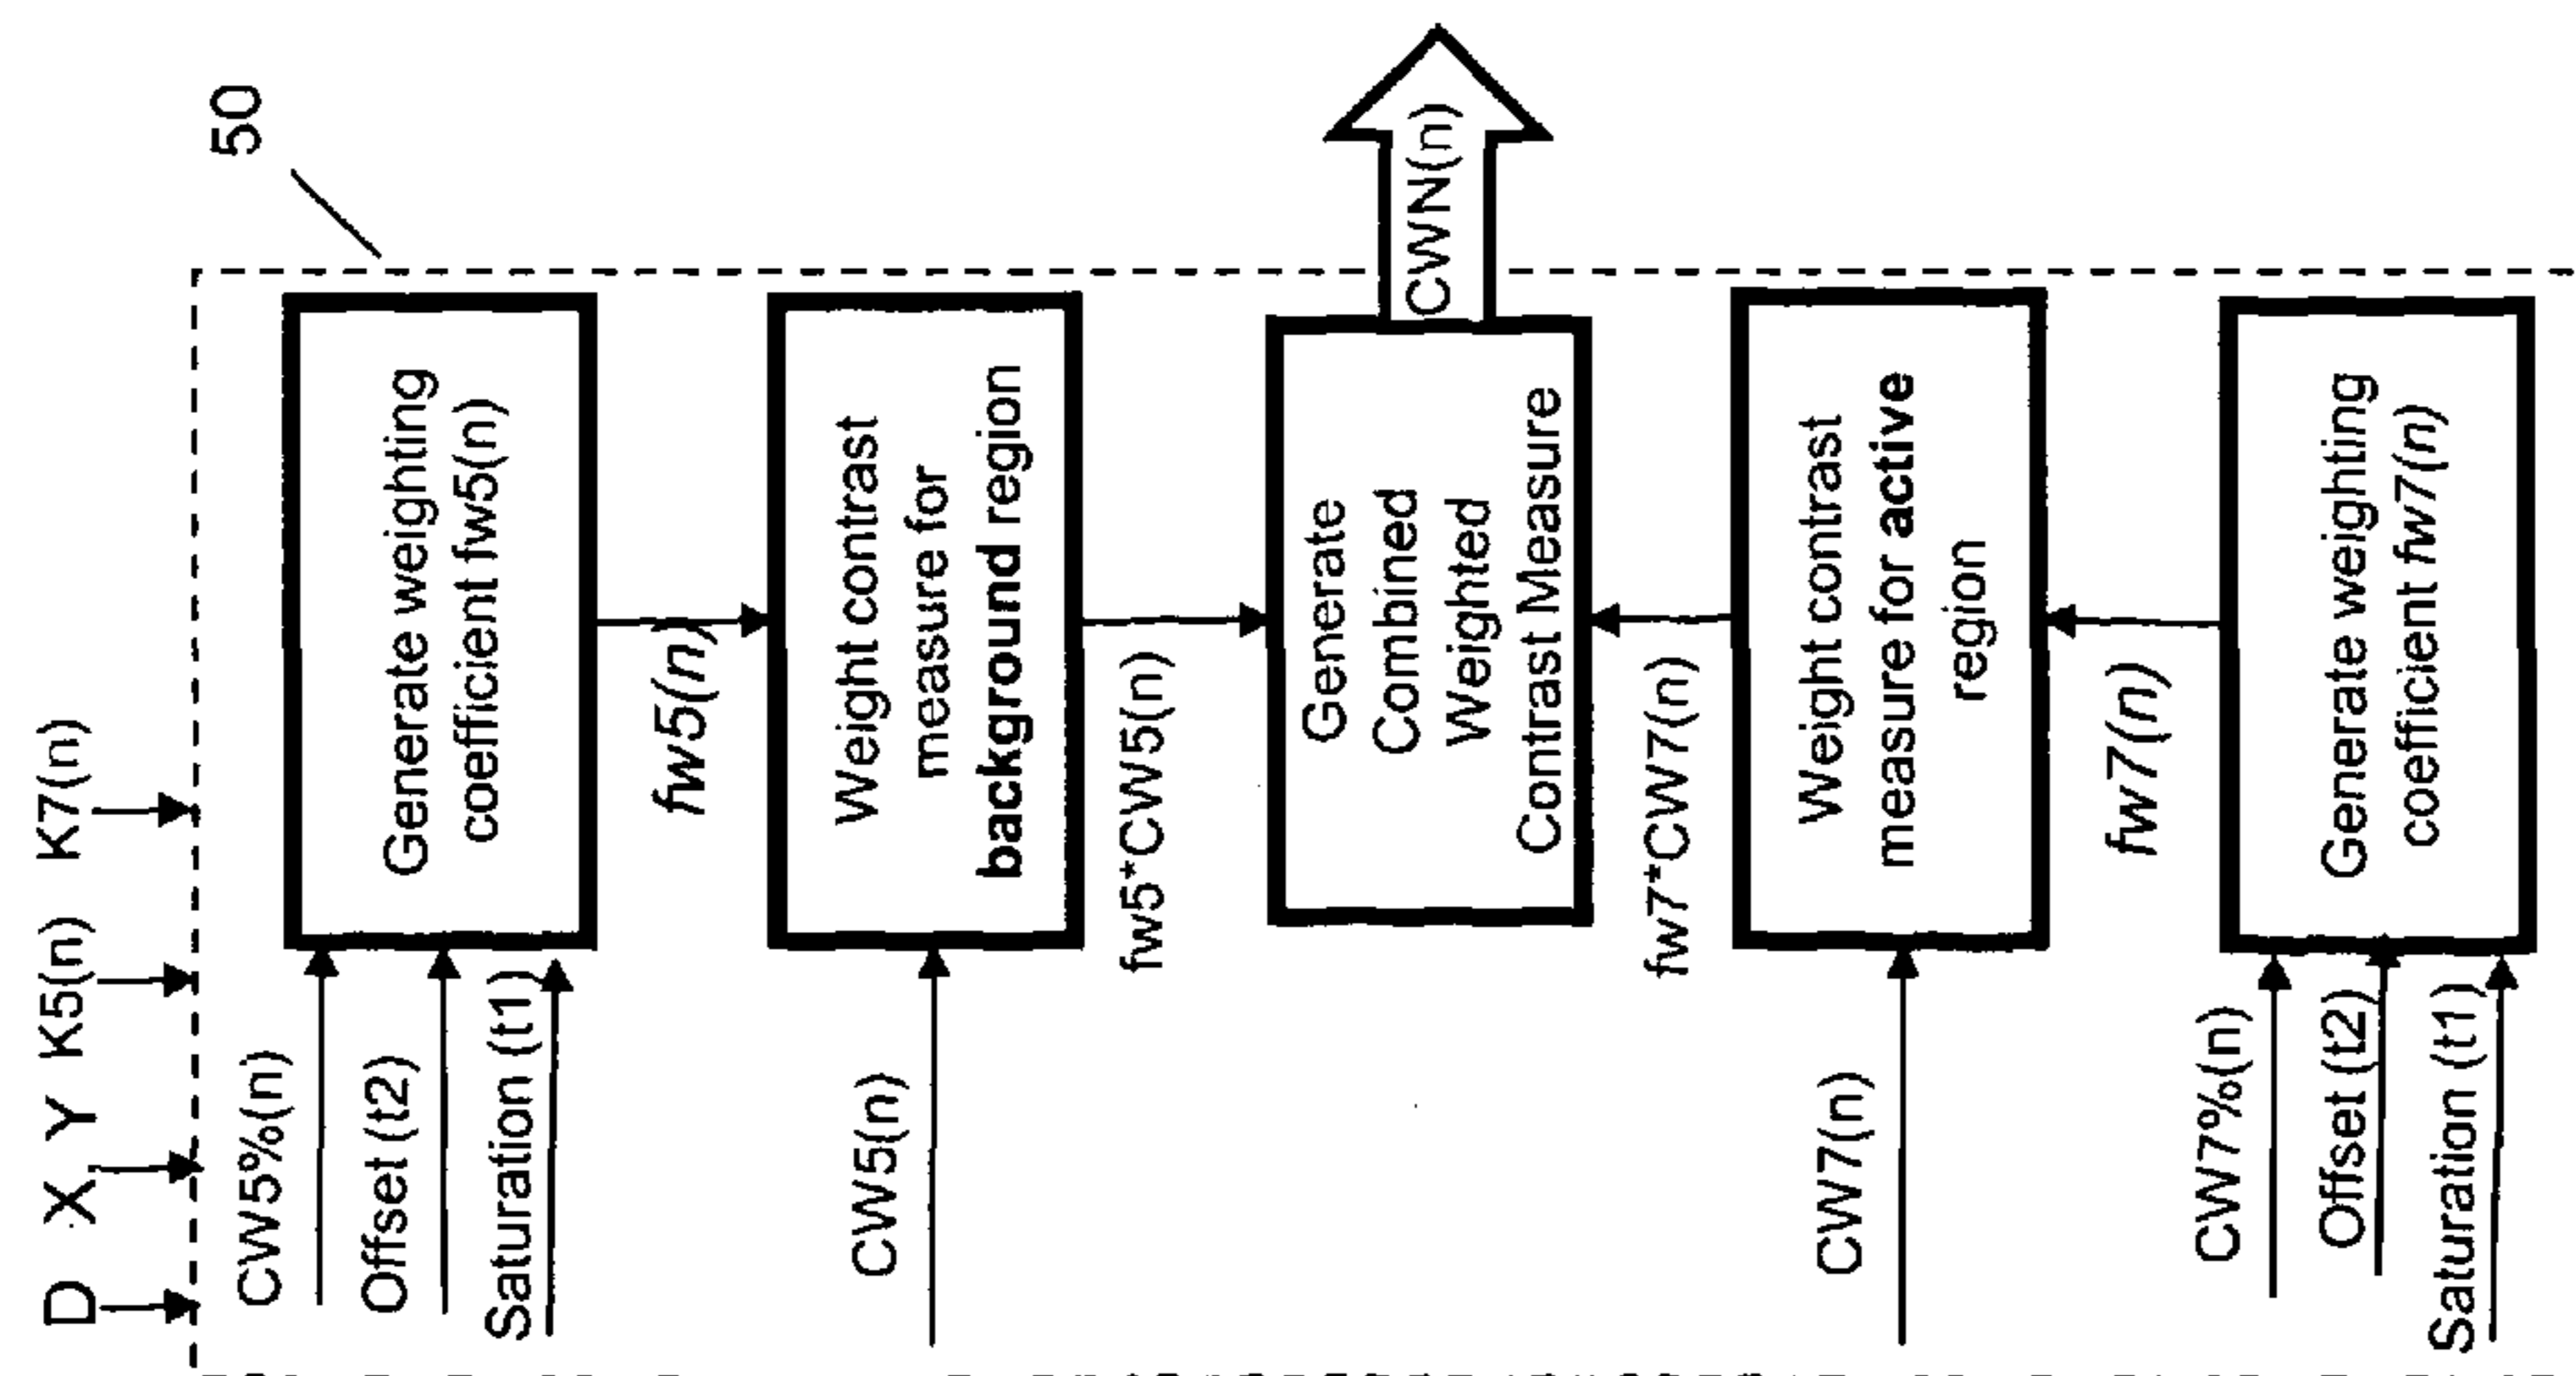 50
D X, Y K5(n) K7(n)
CW5%(n)
Offset (t2)
Saturation (t1)
Generate weighting
coefficient fw5(n)
fw5(n)
CW5(n)
Weight contrast
measure for
background region
fw5*CW5(n)
Generate
Combined
Weighted
Contrast Measure
CWN(n)
fw7*CW7(n)
CW7(n)
Weight contrast
measure for active
region
fw7(n)
CW7%(n)
Offset (t2)
Saturation (t1)
Generate weighting
coefficient fw7(n)